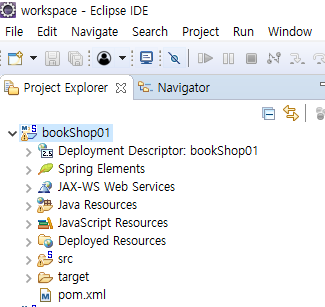 workspace - Eclipse IDE
File Edit Navigate Search Project Run
Project Explorer Navigator
bookShop01
Deployment Descriptor: bookShop01
Spring Elements
JAX-WS Web Services
Java Resources
JavaScript Resources
Deployed Resources
src
target
pom.xml